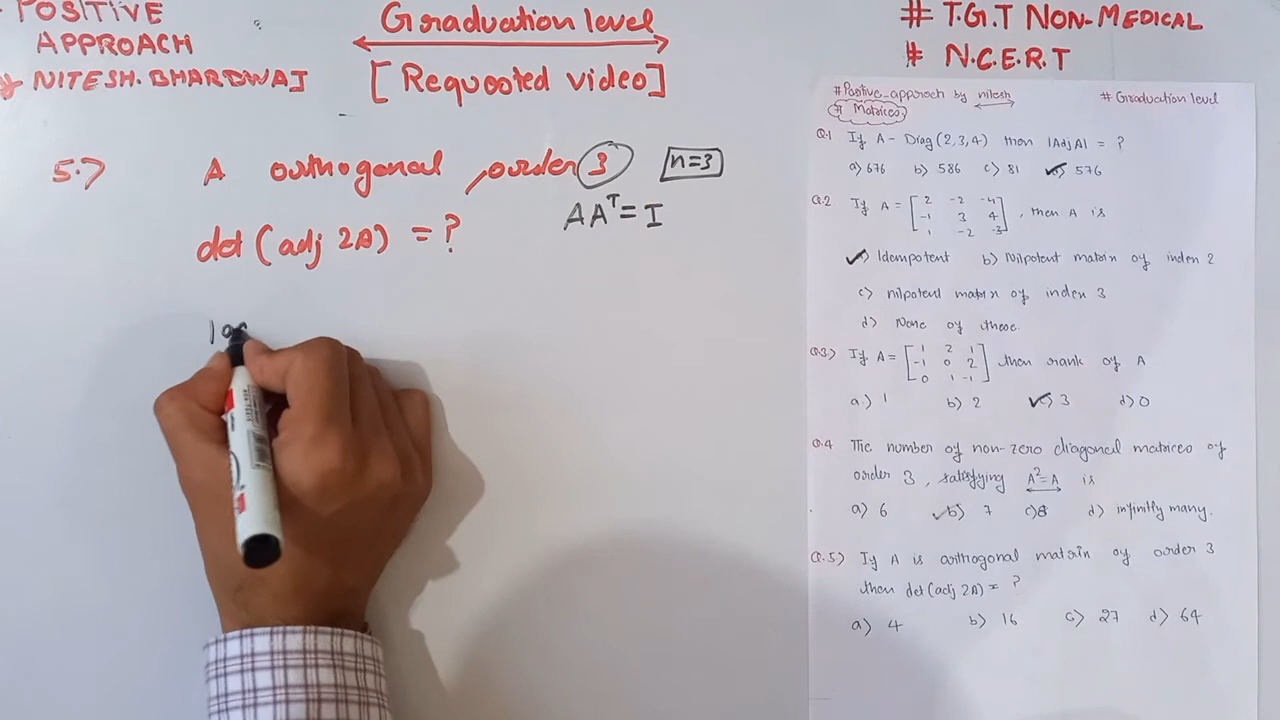 POSITIVE
APPROACH
NITESH.BHARDWAJ
Graduation level
[Requested video]
# T.G.T NON-MEDICAL
# N.C.E.R.T
5.7 A orthogonal, order 3 n=3
AAᵀ=I
det (adj 2A) = ?
#Positive_approach by nitesh #Graduation level
# Matrices
Q.1 If A - Diag (2,3,4) then |AdjA| = ?
a) 676 b) 586 c) 81 d) 576
Q.2 If A = [2 -2 -4
-1 3 4
1 -2 -3], then A is
Idempotent b) Nilpotent matrix of index 2
c) nilpotent matrix of index 3
d) None of these.
Q.3) If A = [1 2 1
-1 0 2
0 1 -1] then rank of A
a.) 1 b) 2 c) 3 d) 0
Q.4 The number of non-zero diagonal matrices of
order 3, satisfying A²=A is
a) 6 b) 7 c) 8 d) infinitly many.
Q.5) If A is orthogonal matrix of order 3
then det (adj 2A) = ?
a) 4 b) 16 c) 27 d) 64